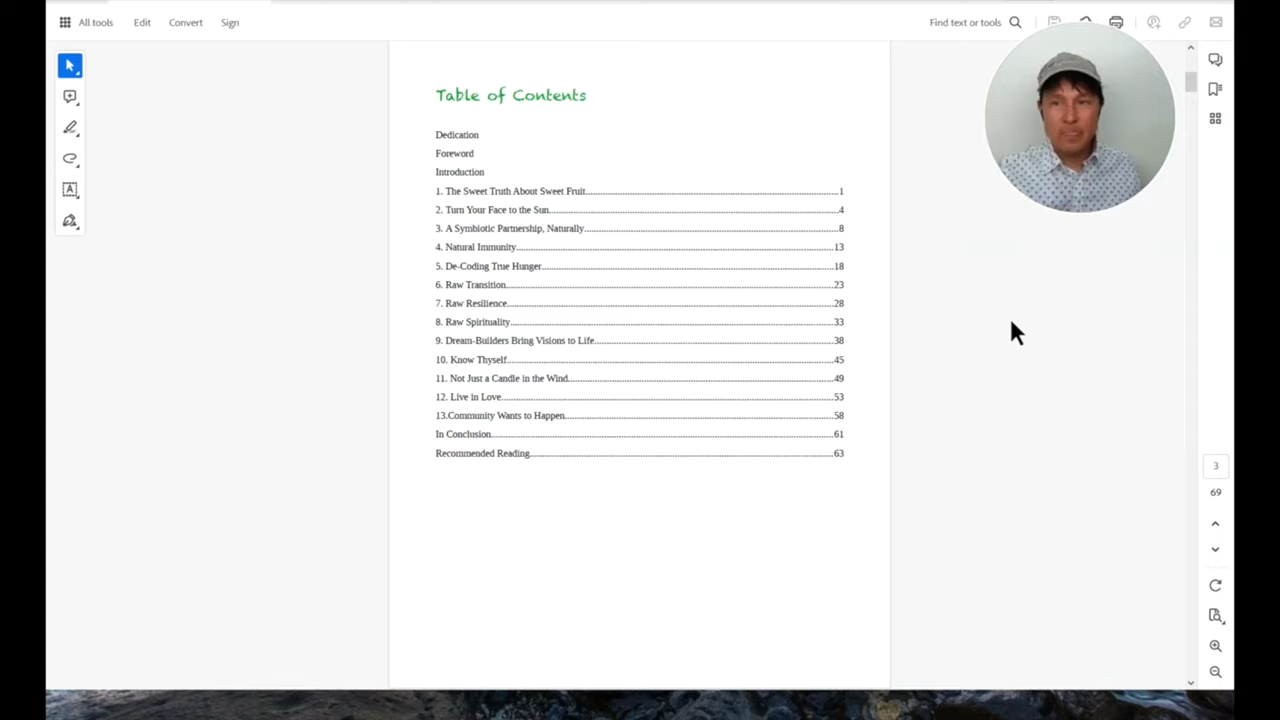 All tools Edit Convert Sign Find text or tools
Table of Contents
Dedication
Foreword
Introduction
1. The Sweet Truth About Sweet Fruit 1
2. Turn Your Face to the Sun 4
3. A Symbiotic Partnership, Naturally 8
4. Natural Immunity 13
5. De-Coding True Hunger 18
6. Raw Transition 23
7. Raw Resilience 28
8. Raw Spirituality 33
9. Dream-Builders Bring Visions to Life 38
10. Know Thyself 45
11. Not Just a Candle in the Wind 49
12. Live in Love 53
13.Community Wants to Happen 58
In Conclusion 61
Recommended Reading 63
3
69